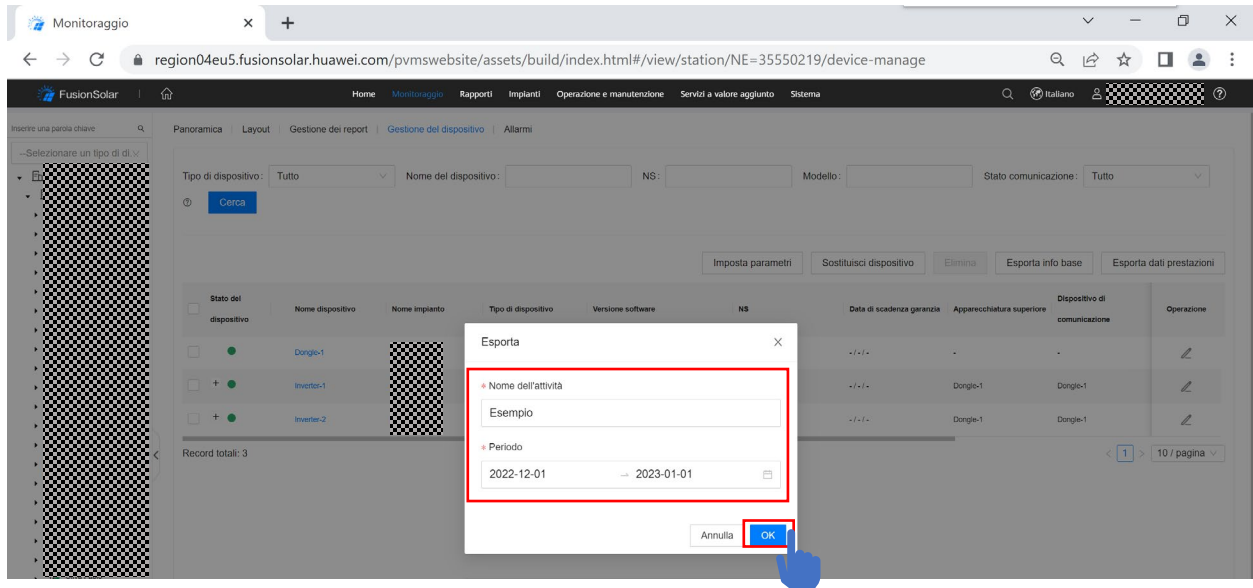 Monitoraggio
region04eu5.fusionsolar.huawei.com/pvmswebsite/assets/build/index.html#/view/station/NE=35550219/device-manage
FusionSolar
Home Monitoraggio Rapporti Impianti Operazione e manutenzione Servizi a valore aggiunto Sistema
Italiano
Inserire una parola chiave
Panoramica Layout Gestione dei report Gestione del dispositivo Allarmi
--Selezionare un tipo di di
Tipo di dispositivo: Tutto Nome del dispositivo: NS: Modello: Stato comunicazione: Tutto
Cerca
Imposta parametri Sostituisci dispositivo Elimina Esporta info base Esporta dati prestazioni
Stato del dispositivo Nome dispositivo Nome impianto Tipo di dispositivo Versione software NS Data di scadenza garanzia Apparecchiatura superiore Dispositivo di comunicazione Operazione
Dongle-1 -/-/- - -
+ Inverter-1 -/-/- Dongle-1 Dongle-1
+ Inverter-2 -/-/- Dongle-1 Dongle-1
Record totali: 3
< 1 > 10 / pagina
Esporta
* Nome dell'attività
Esempio
* Periodo
2022-12-01 → 2023-01-01
Annulla OK